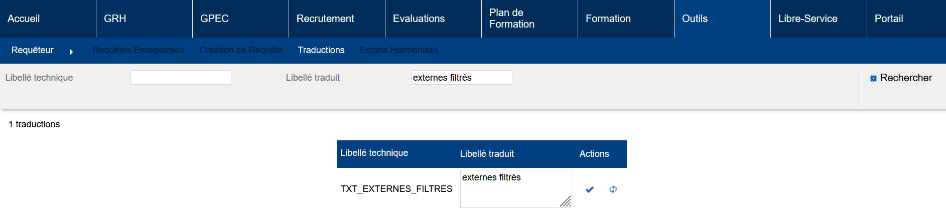 Accueil GRH GPEC Recrutement Evaluations Plan de Formation Formation Outils Libre-Service Portail
Requêteur Requêtes Enregistrées Création de Requête Traductions Ecrans Harmonisés
Libellé technique Libellé traduit externes filtrés Rechercher
1 traductions
Libellé technique Libellé traduit Actions
TXT_EXTERNES_FILTRES externes filtrés